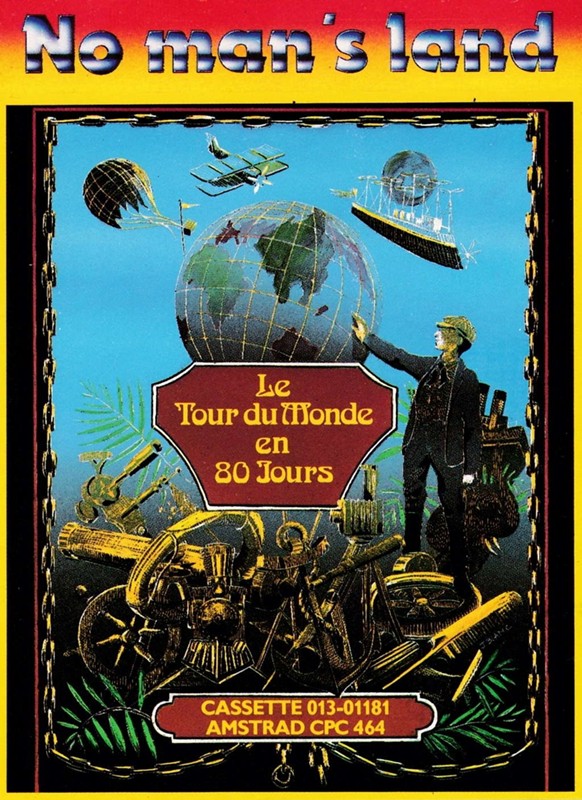 No man's land
Le
Tour du Monde
en
80 Jours
CASSETTE 013-01181
AMSTRAD CPC 464